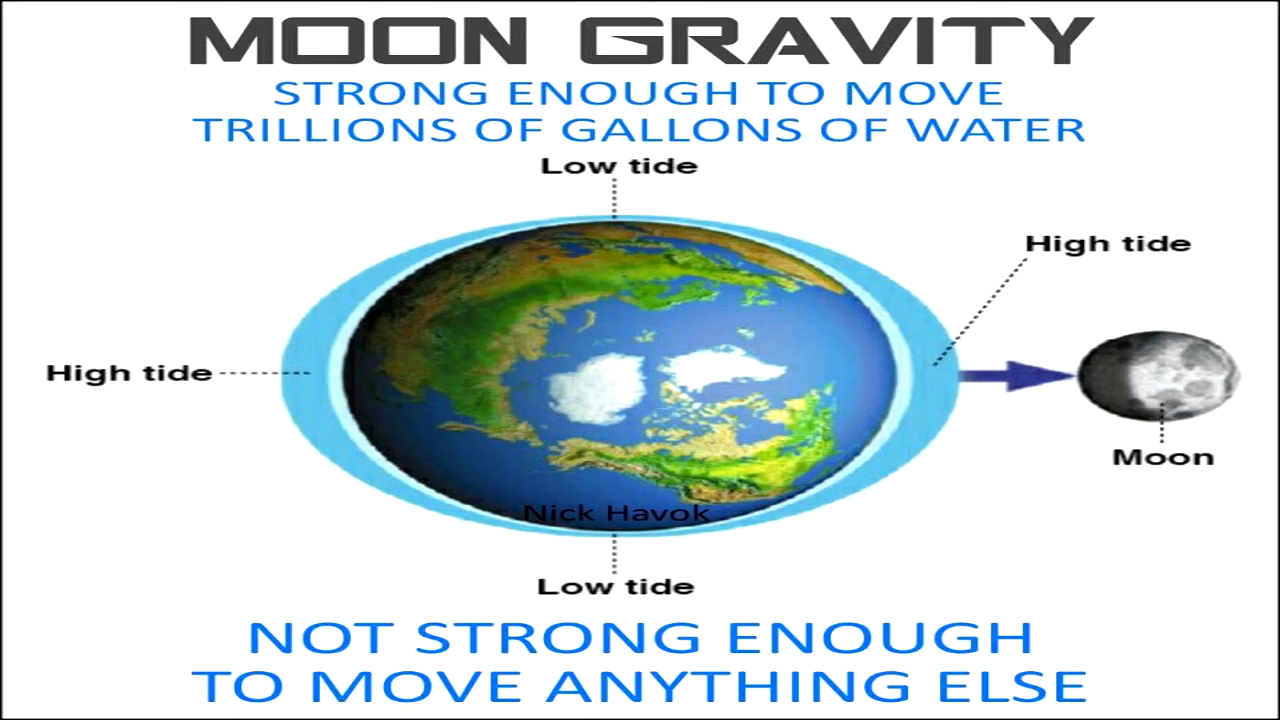 MOON GRAVITY
STRONG ENOUGH TO MOVE
TRILLIONS OF GALLONS OF WATER
Low tide
High tide
High tide
Moon
Nick Havok
Low tide
NOT STRONG ENOUGH
TO MOVE ANYTHING ELSE